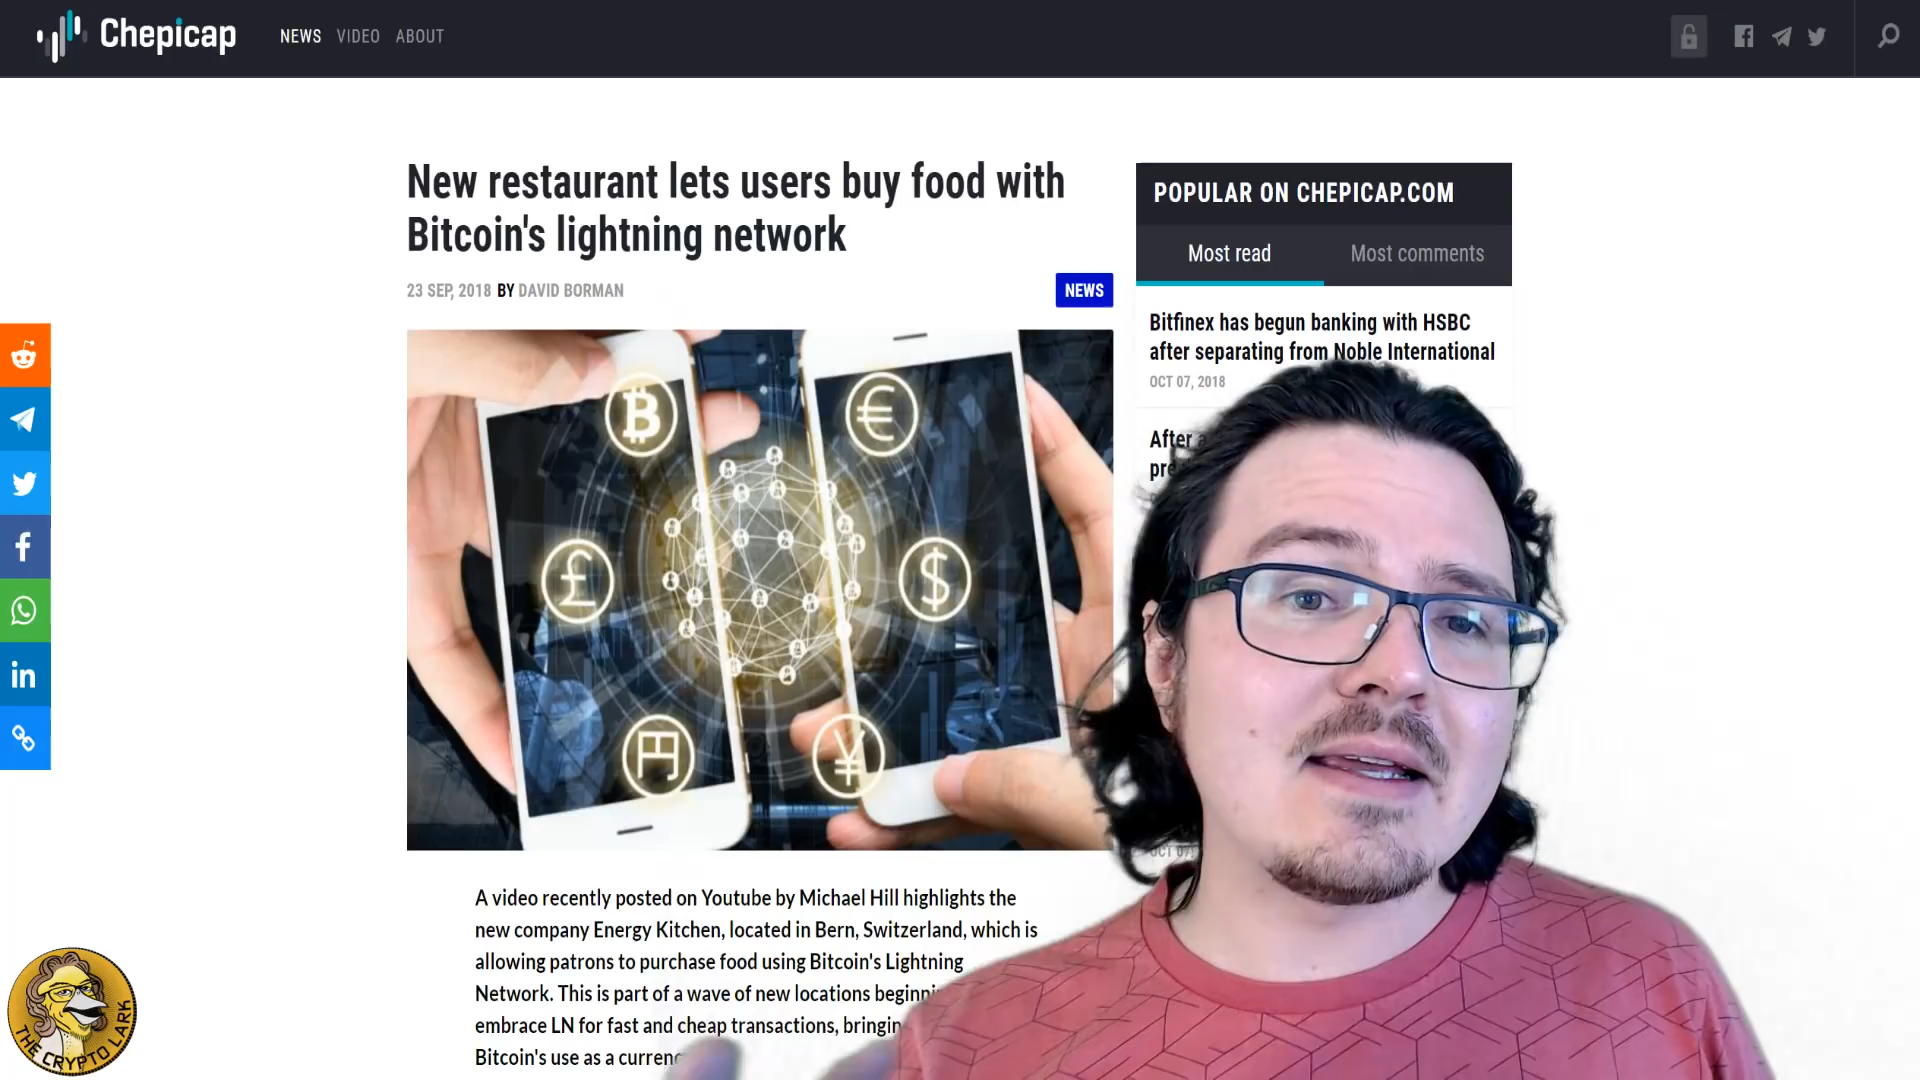 Chepicap
NEWS VIDEO ABOUT
New restaurant lets users buy food with
Bitcoin's lightning network
23 SEP, 2018 BY DAVID BORMAN
NEWS
POPULAR ON CHEPICAP.COM
Most read Most comments
Bitfinex has begun banking with HSBC
after separating from Noble International
OCT 07, 2018
After
A video recently posted on Youtube by Michael Hill highlights the
new company Energy Kitchen, located in Bern, Switzerland, which is
allowing patrons to purchase food using Bitcoin's Lightning
Network. This is part of a wave of new locations
embrace LN for fast and cheap transactions,
Bitcoin's use as a
THE CRYPTO LARK